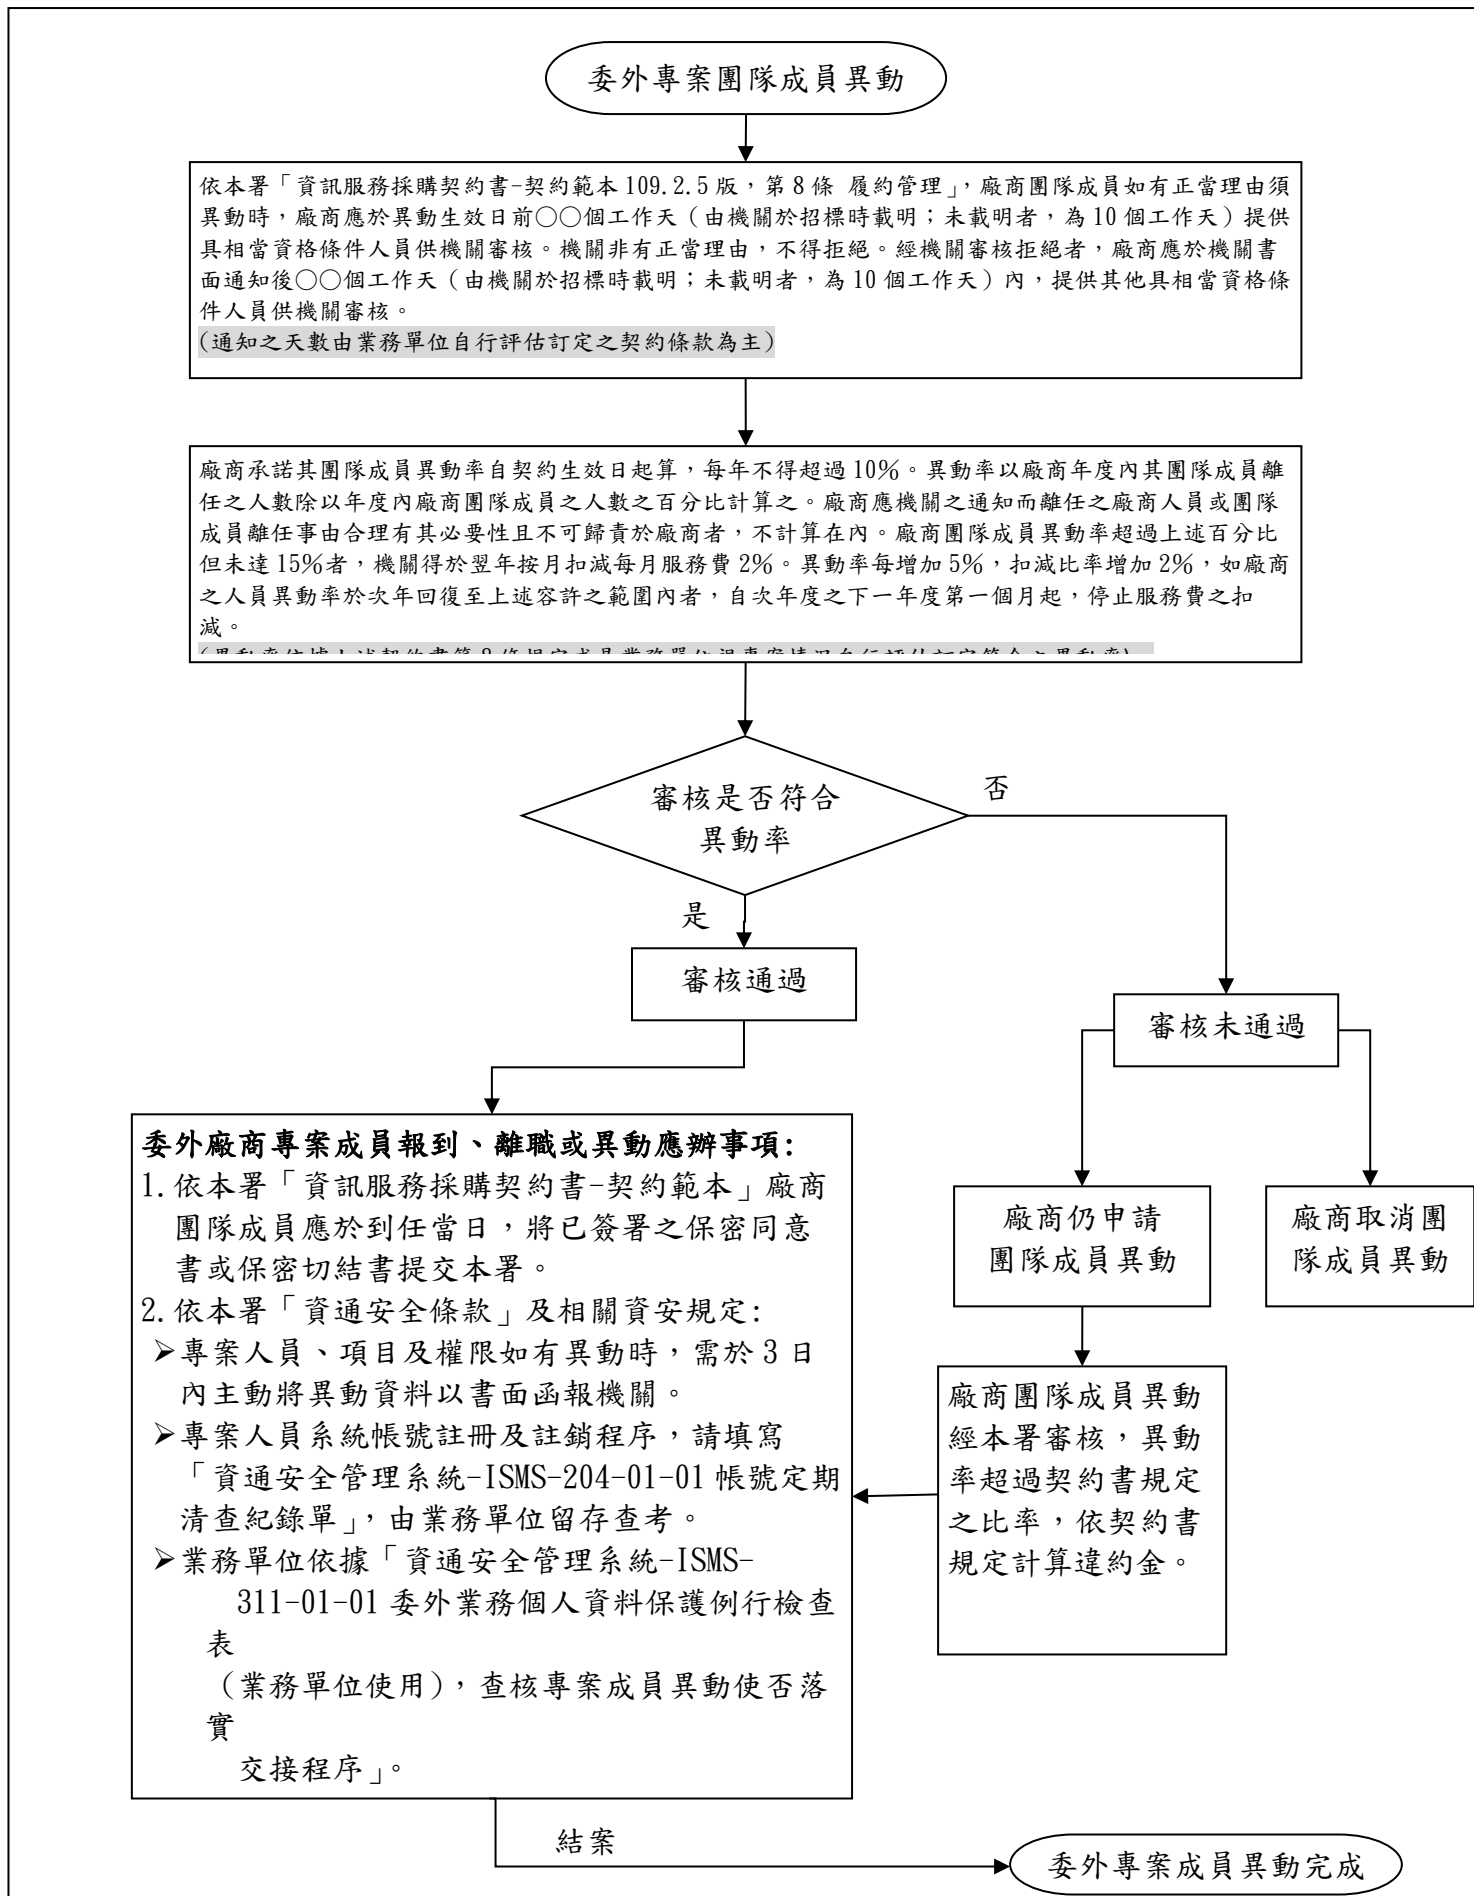 委外專案團隊成員異動
依本署「資訊服務採購契約書-契約範本 109.2.5 版，第 8 條 履約管理」，廠商團隊成員如有正當理由須
異動時，廠商應於異動生效日前○○個工作天（由機關於招標時載明；未載明者，為 10 個工作天）提供
具相當資格條件人員供機關審核。機關非有正當理由，不得拒絕。經機關審核拒絕者，廠商應於機關書
面通知後○○個工作天（由機關於招標時載明；未載明者，為 10 個工作天）內，提供其他具相當資格條
件人員供機關審核。
(通知之天數由業務單位自行評估訂定之契約條款為主)
廠商承諾其團隊成員異動率自契約生效日起算，每年不得超過 10%。異動率以廠商年度內其團隊成員離
任之人數除以年度內廠商團隊成員之人數之百分比計算之。廠商應機關之通知而離任之廠商人員或團隊
成員離任事由合理有其必要性且不可歸責於廠商者，不計算在內。廠商團隊成員異動率超過上述百分比
但未達 15%者，機關得於翌年按月扣減每月服務費 2%。異動率每增加 5%，扣減比率增加 2%，如廠商
之人員異動率於次年回復至上述容許之範圍內者，自次年度之下一年度第一個月起，停止服務費之扣
減。
審核是否符合
異動率
否
是
審核通過
審核未通過
委外廠商專案成員報到、離職或異動應辦事項:
1.依本署「資訊服務採購契約書-契約範本」廠商
團隊成員應於到任當日，將已簽署之保密同意
書或保密切結書提交本署。
2.依本署「資通安全條款」及相關資安規定:
➢專案人員、項目及權限如有異動時，需於 3 日
內主動將異動資料以書面函報機關。
➢專案人員系統帳號註冊及註銷程序，請填寫
「資通安全管理系統-ISMS-204-01-01 帳號定期
清查紀錄單」，由業務單位留存查考。
➢業務單位依據「資通安全管理系統-ISMS-
311-01-01 委外業務個人資料保護例行檢查
表
（業務單位使用），查核專案成員異動使否落
實
交接程序」。
廠商仍申請
團隊成員異動
廠商取消團
隊成員異動
廠商團隊成員異動
經本署審核，異動
率超過契約書規定
之比率，依契約書
規定計算違約金。
結案
委外專案成員異動完成